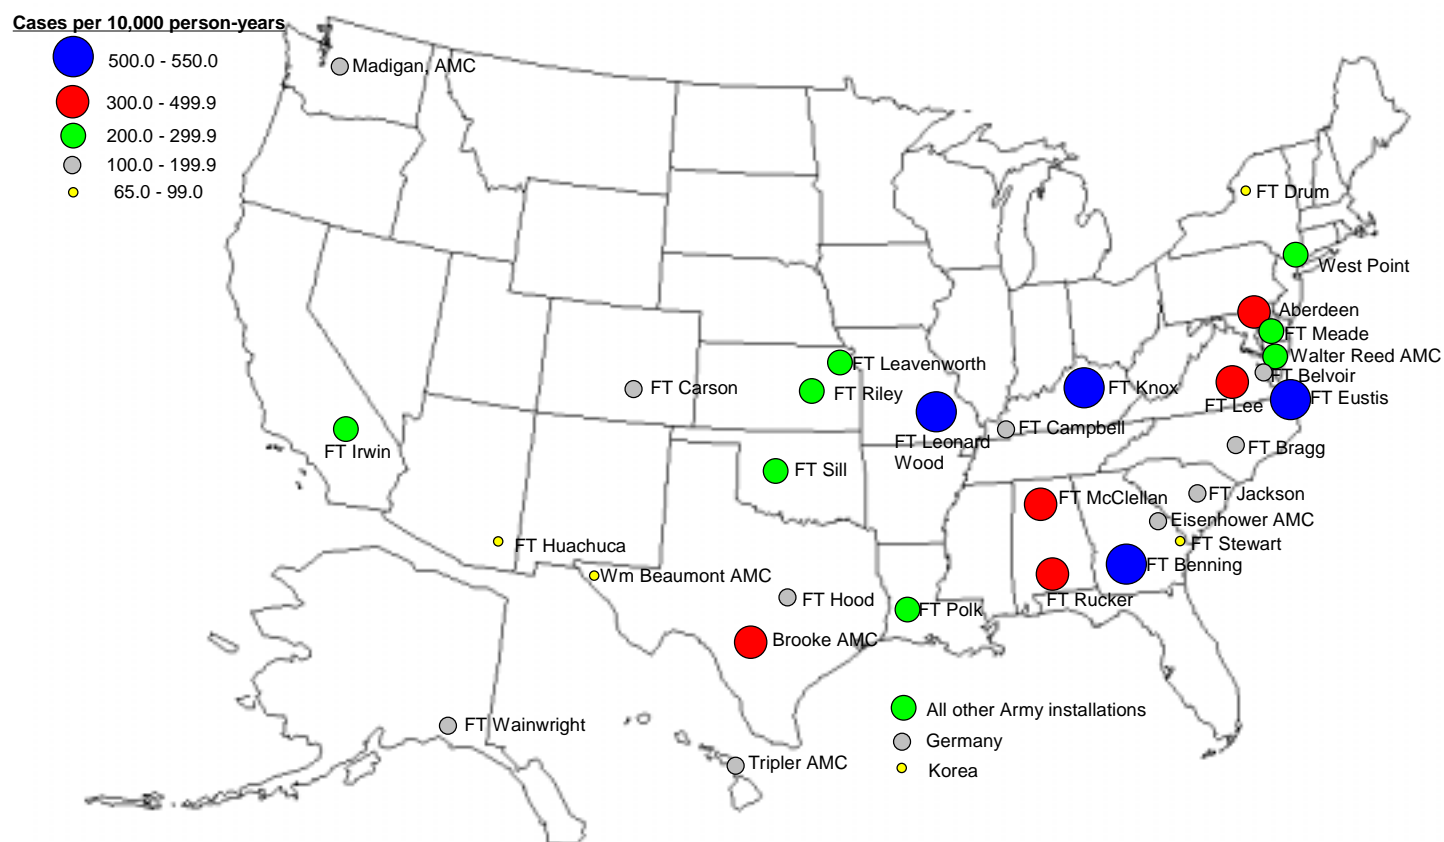 Cases per 10,000 person-years
500.0 - 550.0
300.0 - 499.9
200.0 - 299.9
100.0 - 199.9
65.0 - 99.0
Madigan, AMC
FT Drum
West Point
Aberdeen
FT Meade
Walter Reed AMC
FT Belvoir
FT Leavenworth
FT Carson
FT Riley
FT Knox
FT Lee
FT Eustis
FT Irwin
FT Leonard
Wood
FT Campbell
FT Bragg
FT Sill
FT McClellan
FT Jackson
Eisenhower AMC
FT Huachuca
FT Stewart
Wm Beaumont AMC
FT Benning
FT Hood
FT Polk
FT Rucker
Brooke AMC
FT Wainwright
Tripler AMC
All other Army installations
Germany
Korea